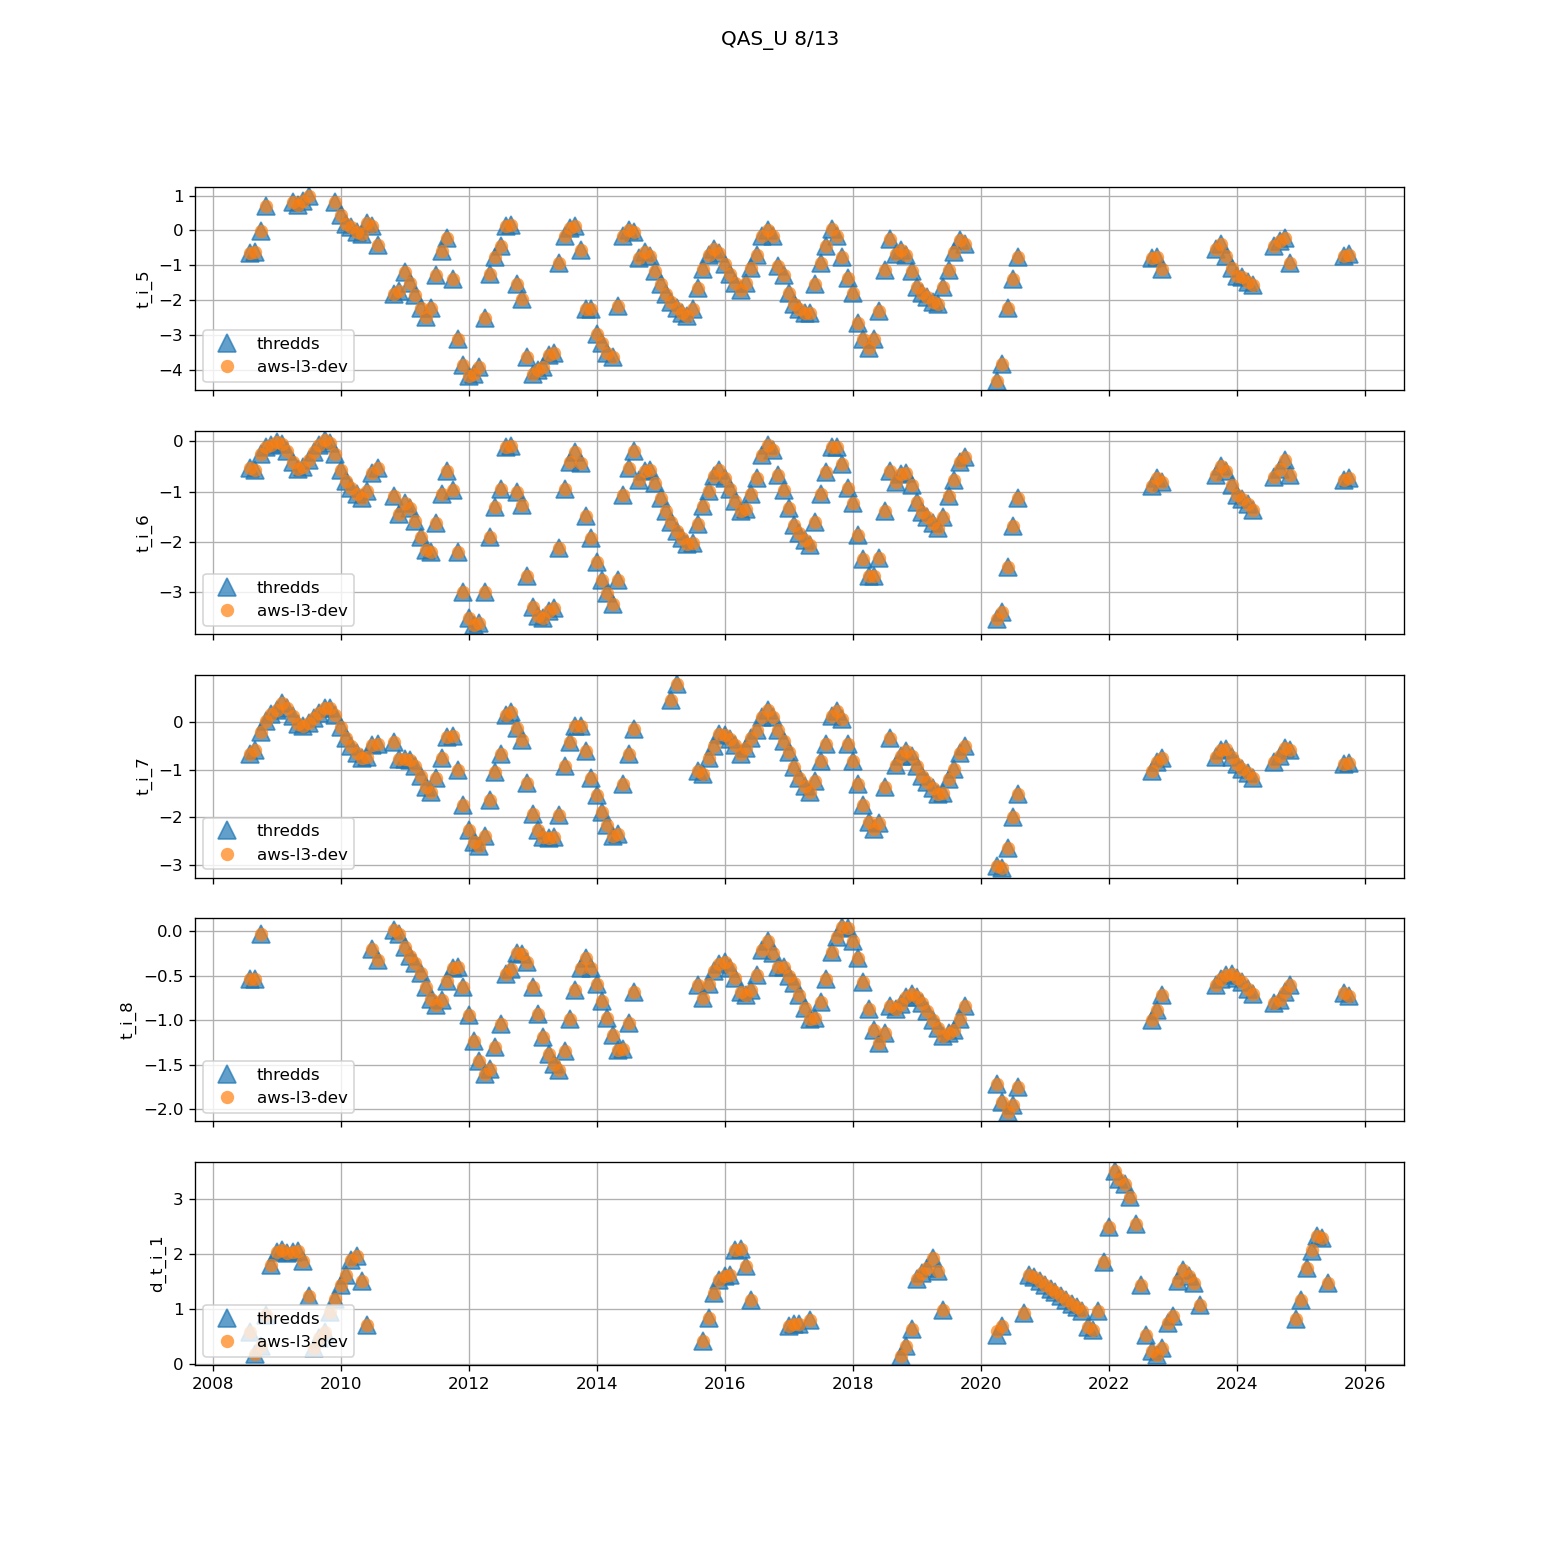 QAS_U 8/13
1
0
−1
−2
−3
−4
t_i_5
thredds
aws-l3-dev
0
−1
−2
−3
t_i_6
thredds
aws-l3-dev
0
−1
−2
−3
t_i_7
thredds
aws-l3-dev
0.0
−0.5
−1.0
−1.5
−2.0
t_i_8
thredds
aws-l3-dev
3
2
1
0
d_t_i_1
thredds
aws-l3-dev
2008 2010 2012 2014 2016 2018 2020 2022 2024 2026